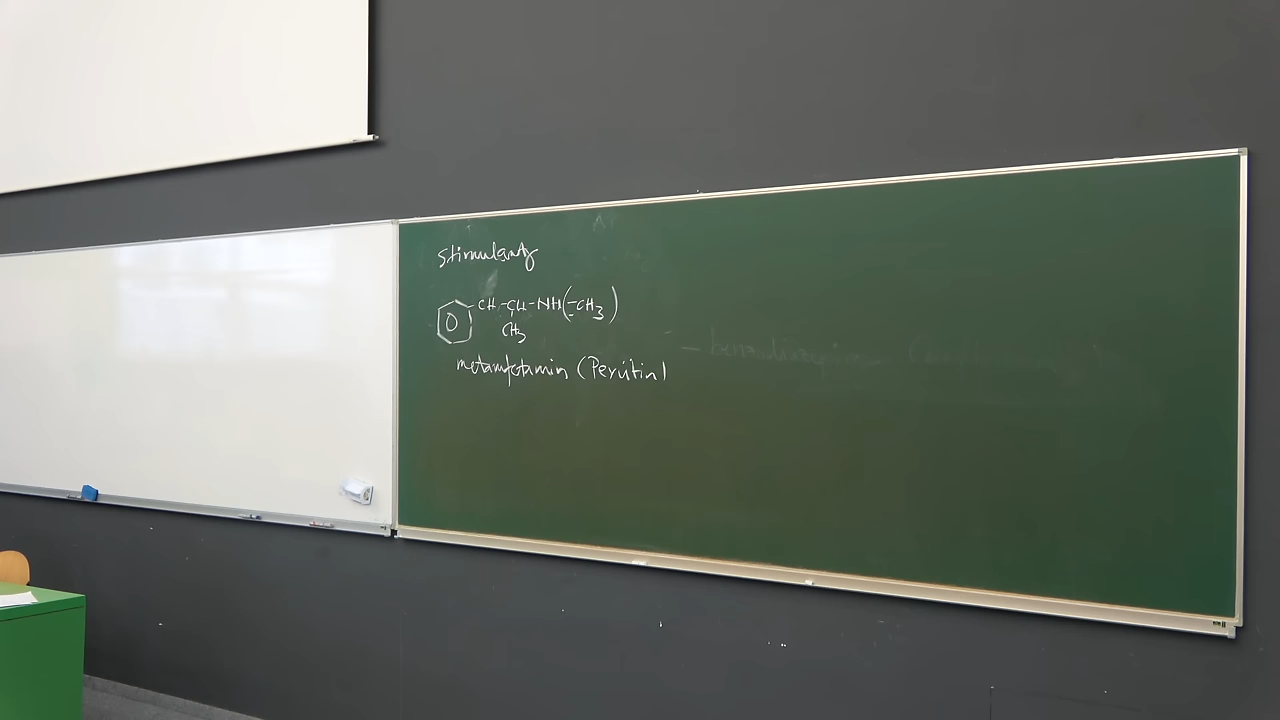 stimulanty
CH-CH-NH(-CH3)
CH3
metamfetamin (Pervitin)